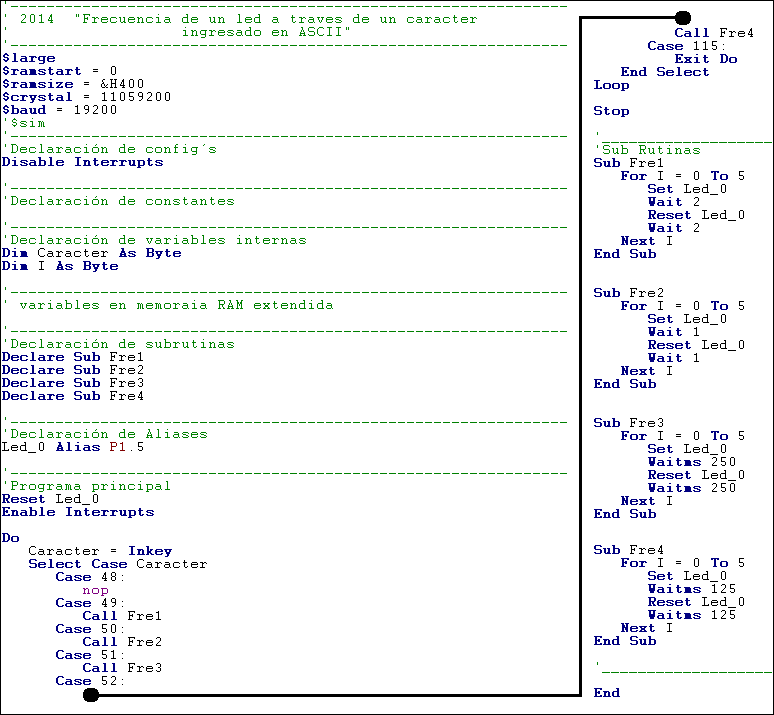 '--------------------------------------------------------------
' 2014  "Frecuencia de un led a traves de un caracter
'                   ingresado en ASCII"
'--------------------------------------------------------------
$large
$ramstart = 0
$ramsize = &H400
$crystal = 11059200
$baud = 19200
'$sim
'--------------------------------------------------------------
'Declaración de config´s
Disable Interrupts
'--------------------------------------------------------------
'Declaración de constantes
'--------------------------------------------------------------
'Declaración de variables internas
Dim Caracter As Byte
Dim I As Byte
'--------------------------------------------------------------
' variables en memoraia RAM extendida
'--------------------------------------------------------------
'Declaración de subrutinas
Declare Sub Fre1
Declare Sub Fre2
Declare Sub Fre3
Declare Sub Fre4
'--------------------------------------------------------------
'Declaración de Aliases
Led_0 Alias P1.5
'--------------------------------------------------------------
'Programa principal
Reset Led_0
Enable Interrupts
Do
   Caracter = Inkey
   Select Case Caracter
      Case 48:
         nop
      Case 49:
         Call Fre1
      Case 50:
         Call Fre2
      Case 51:
         Call Fre3
      Case 52:
         Call Fre4
      Case 115:
         Exit Do
   End Select
Loop
Stop
'___________________
'Sub Rutinas
Sub Fre1
   For I = 0 To 5
      Set Led_0
      Wait 2
      Reset Led_0
      Wait 2
   Next I
End Sub
Sub Fre2
   For I = 0 To 5
      Set Led_0
      Wait 1
      Reset Led_0
      Wait 1
   Next I
End Sub
Sub Fre3
   For I = 0 To 5
      Set Led_0
      Waitms 250
      Reset Led_0
      Waitms 250
   Next I
End Sub
Sub Fre4
   For I = 0 To 5
      Set Led_0
      Waitms 125
      Reset Led_0
      Waitms 125
   Next I
End Sub
'___________________
End